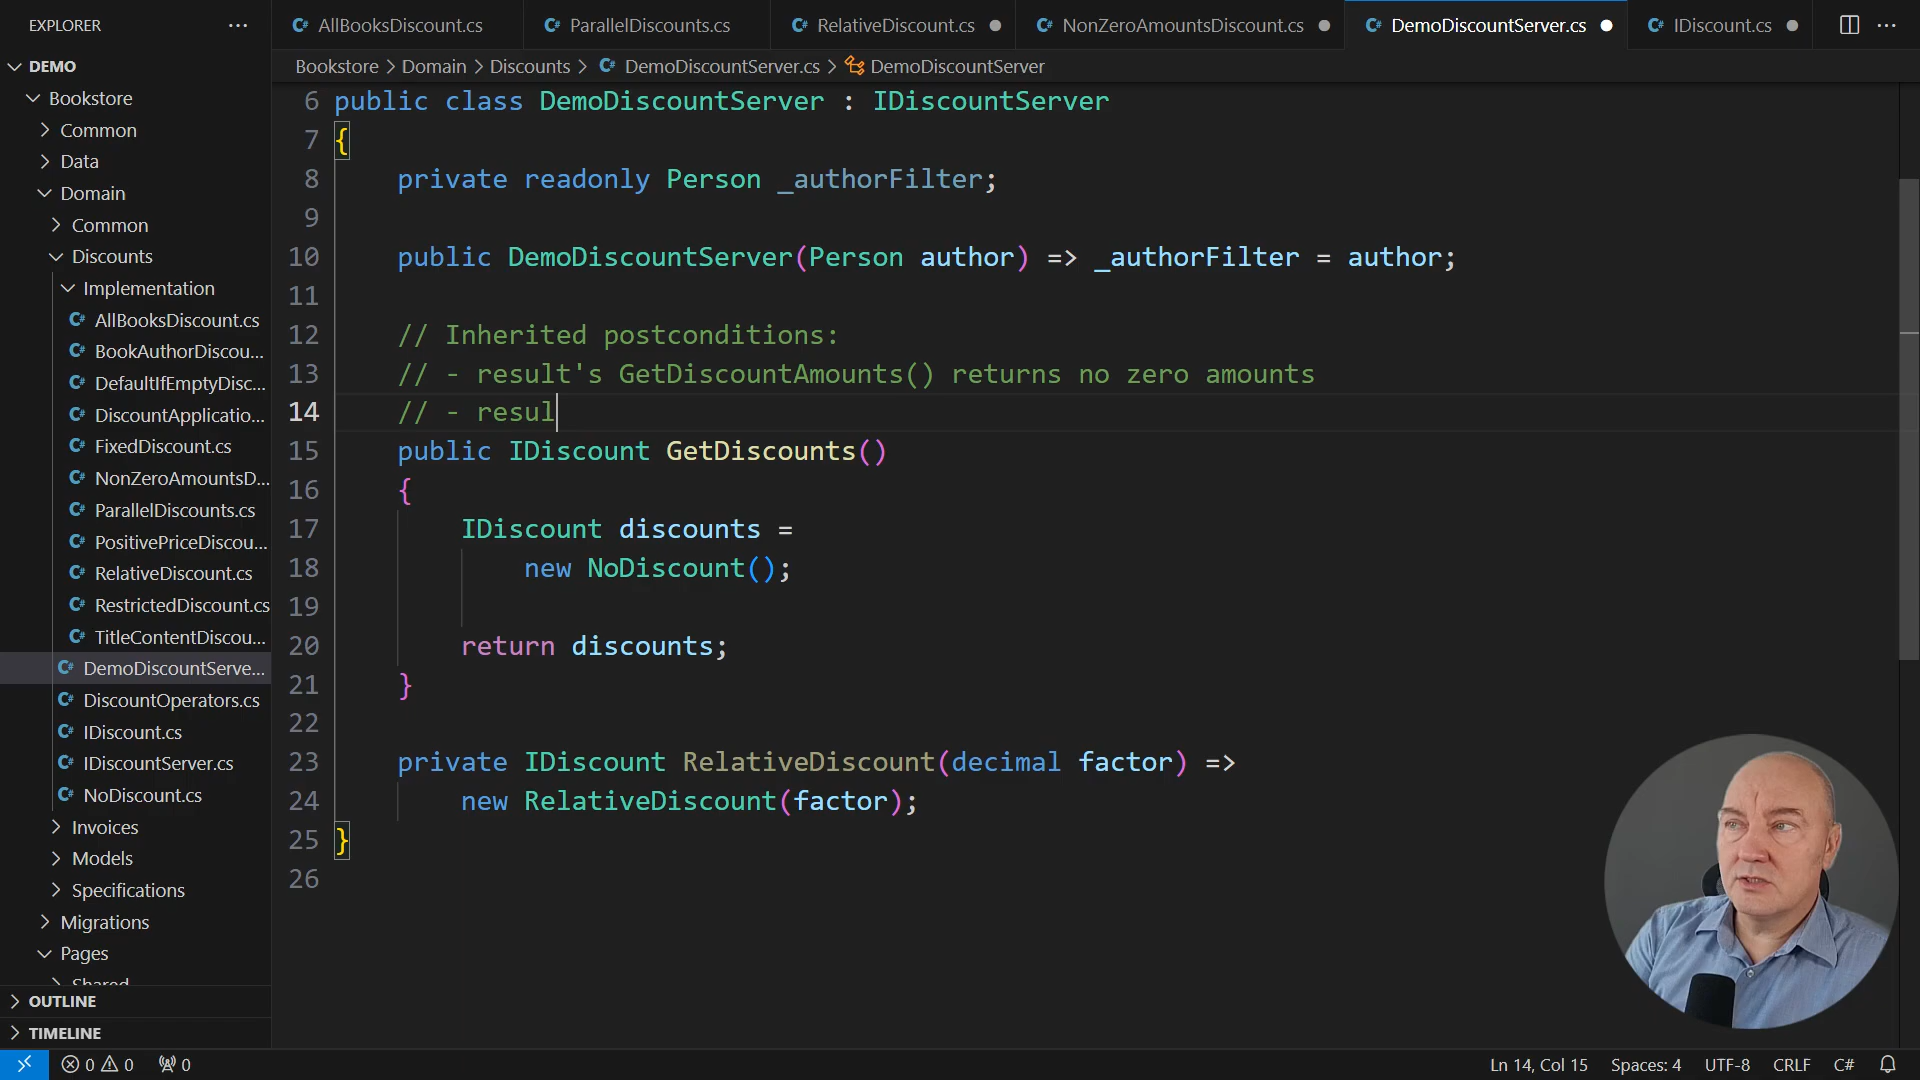 EXPLORER
DEMO
Bookstore
Common
Data
Domain
Common
Discounts
Implementation
AllBooksDiscount.cs
BookAuthorDiscou...
DefaultIfEmptyDisc...
DiscountApplicatio...
FixedDiscount.cs
NonZeroAmountsD...
ParallelDiscounts.cs
PositivePriceDiscou...
RelativeDiscount.cs
RestrictedDiscount.cs
TitleContentDiscou...
DemoDiscountServe...
DiscountOperators.cs
IDiscount.cs
IDiscountServer.cs
NoDiscount.cs
Invoices
Models
Specifications
Migrations
Pages
Shared
OUTLINE
TIMELINE
AllBooksDiscount.cs ParallelDiscounts.cs RelativeDiscount.cs NonZeroAmountsDiscount.cs DemoDiscountServer.cs IDiscount.cs
Bookstore > Domain > Discounts > DemoDiscountServer.cs > DemoDiscountServer
6 public class DemoDiscountServer : IDiscountServer
7 {
8 private readonly Person _authorFilter;
9
10 public DemoDiscountServer(Person author) => _authorFilter = author;
11
12 // Inherited postconditions:
13 // - result's GetDiscountAmounts() returns no zero amounts
14 // - resul
15 public IDiscount GetDiscounts()
16 {
17 IDiscount discounts =
18 new NoDiscount();
19
20 return discounts;
21 }
22
23 private IDiscount RelativeDiscount(decimal factor) =>
24 new RelativeDiscount(factor);
25 }
26
0 0 0 Ln 14, Col 15 Spaces: 4 UTF-8 CRLF C#